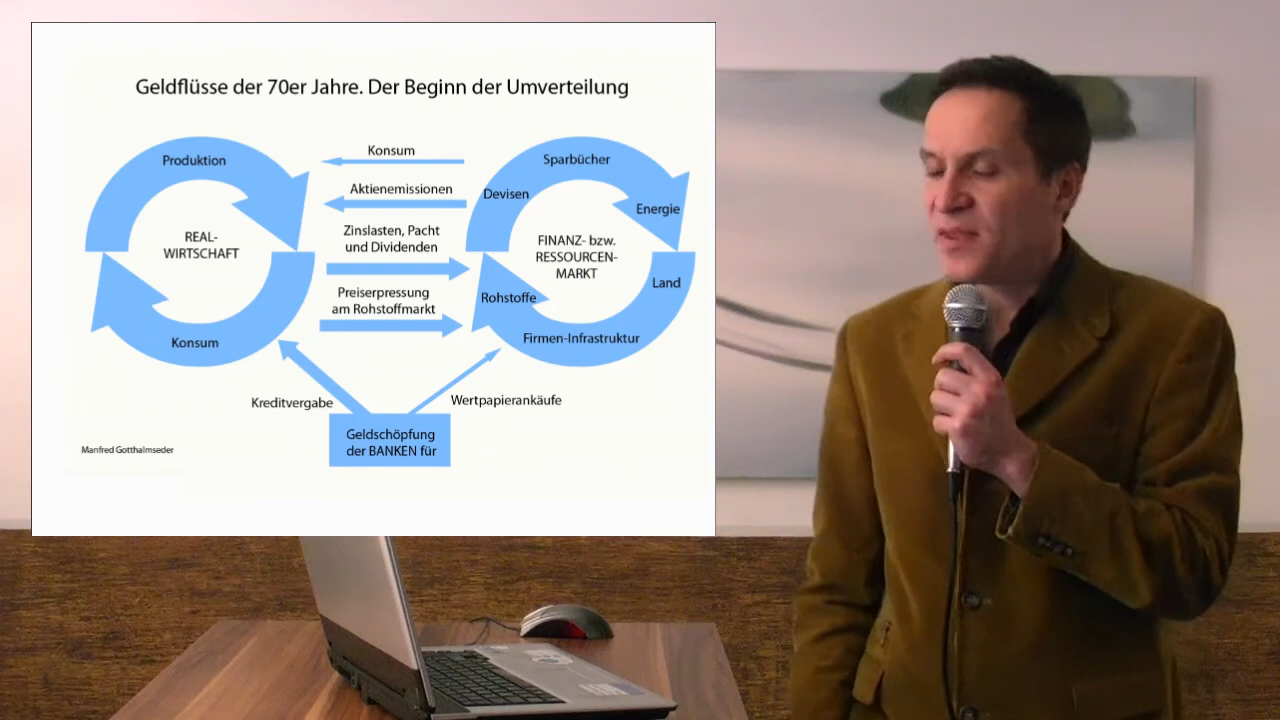 Geldflüsse der 70er Jahre. Der Beginn der Umverteilung
Produktion
REAL-
WIRTSCHAFT
Konsum
Konsum
Aktienemissionen
Zinslasten, Pacht
und Dividenden
Preiserpressung
am Rohstoffmarkt
Sparbücher
Devisen
Energie
FINANZ- bzw.
RESSOURCEN-
MARKT
Land
Rohstoffe
Firmen-Infrastruktur
Kreditvergabe
Wertpapierankäufe
Geldschöpfung
der BANKEN für
Manfred Gotthalmseder